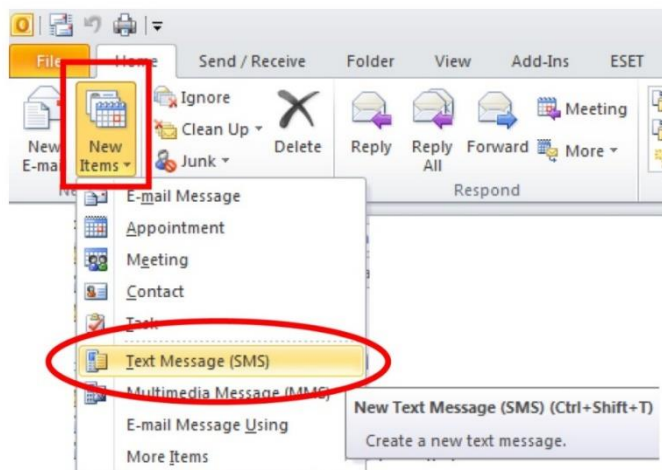 File Home Send / Receive Folder View Add-Ins ESET
New E-mail
New Items
Ignore
Clean Up
Junk
Delete
Reply
Reply All
Forward
Meeting
More
Respond
E-mail Message
Appointment
Meeting
Contact
Task
Text Message (SMS)
Multimedia Message (MMS)
E-mail Message Using
More Items
New Text Message (SMS) (Ctrl+Shift+T)
Create a new text message.